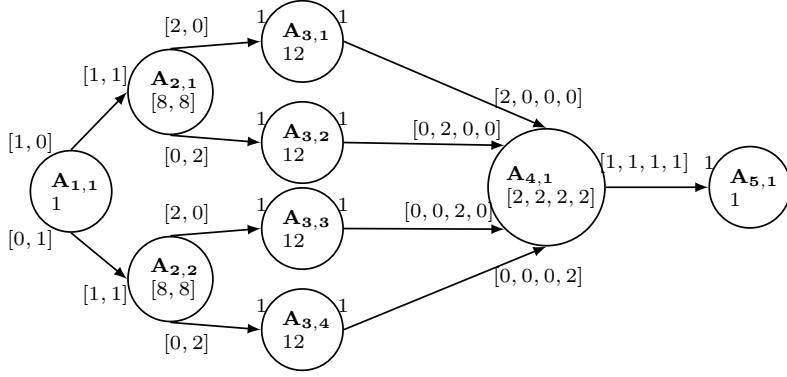 [2, 0]
1
A3,1
12
1
[1, 1]
A2,1
[8, 8]
[2, 0, 0, 0]
[0, 2]
1
A3,2
12
1
[0, 2, 0, 0]
[1, 0]
A1,1
1
[0, 1]
A4,1
[2, 2, 2, 2]
[1, 1, 1, 1]
1
A5,1
1
[2, 0]
1
A3,3
12
1
[0, 0, 2, 0]
A2,2
[8, 8]
[1, 1]
[0, 2]
1
A3,4
12
1
[0, 0, 0, 2]